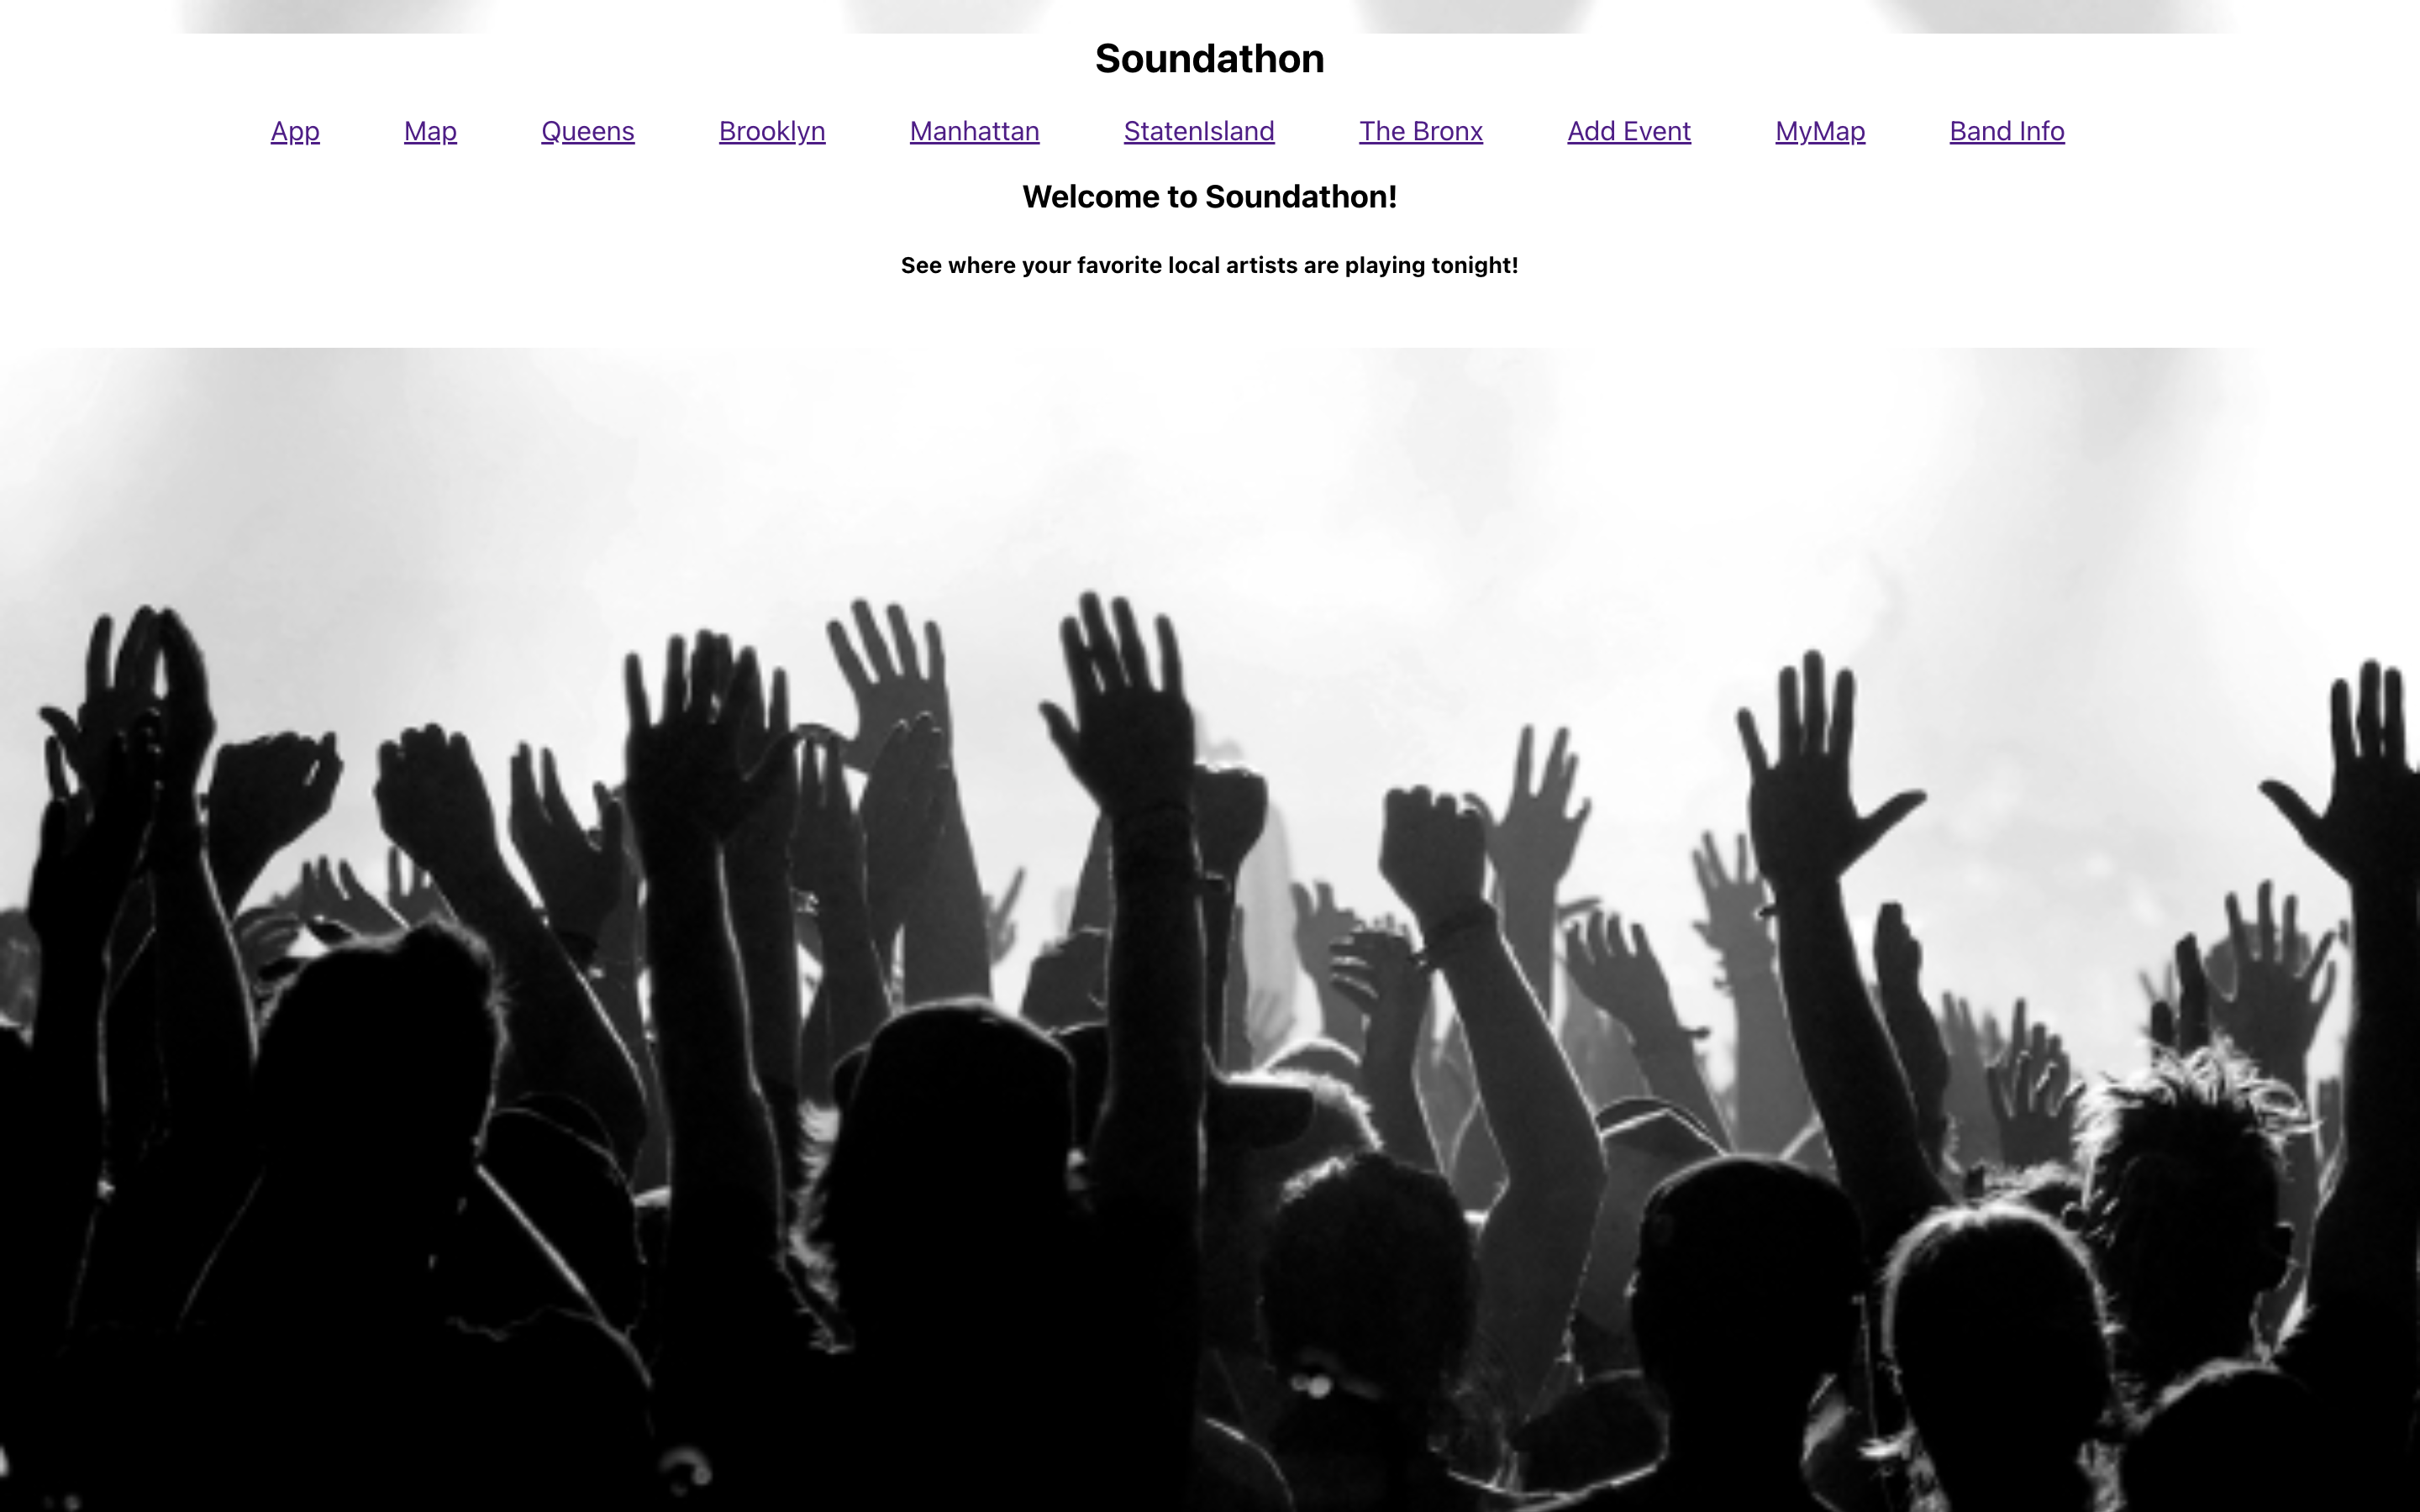 Soundathon
App Map Queens Brooklyn Manhattan StatenIsland The Bronx Add Event MyMap Band Info
Welcome to Soundathon!
See where your favorite local artists are playing tonight!